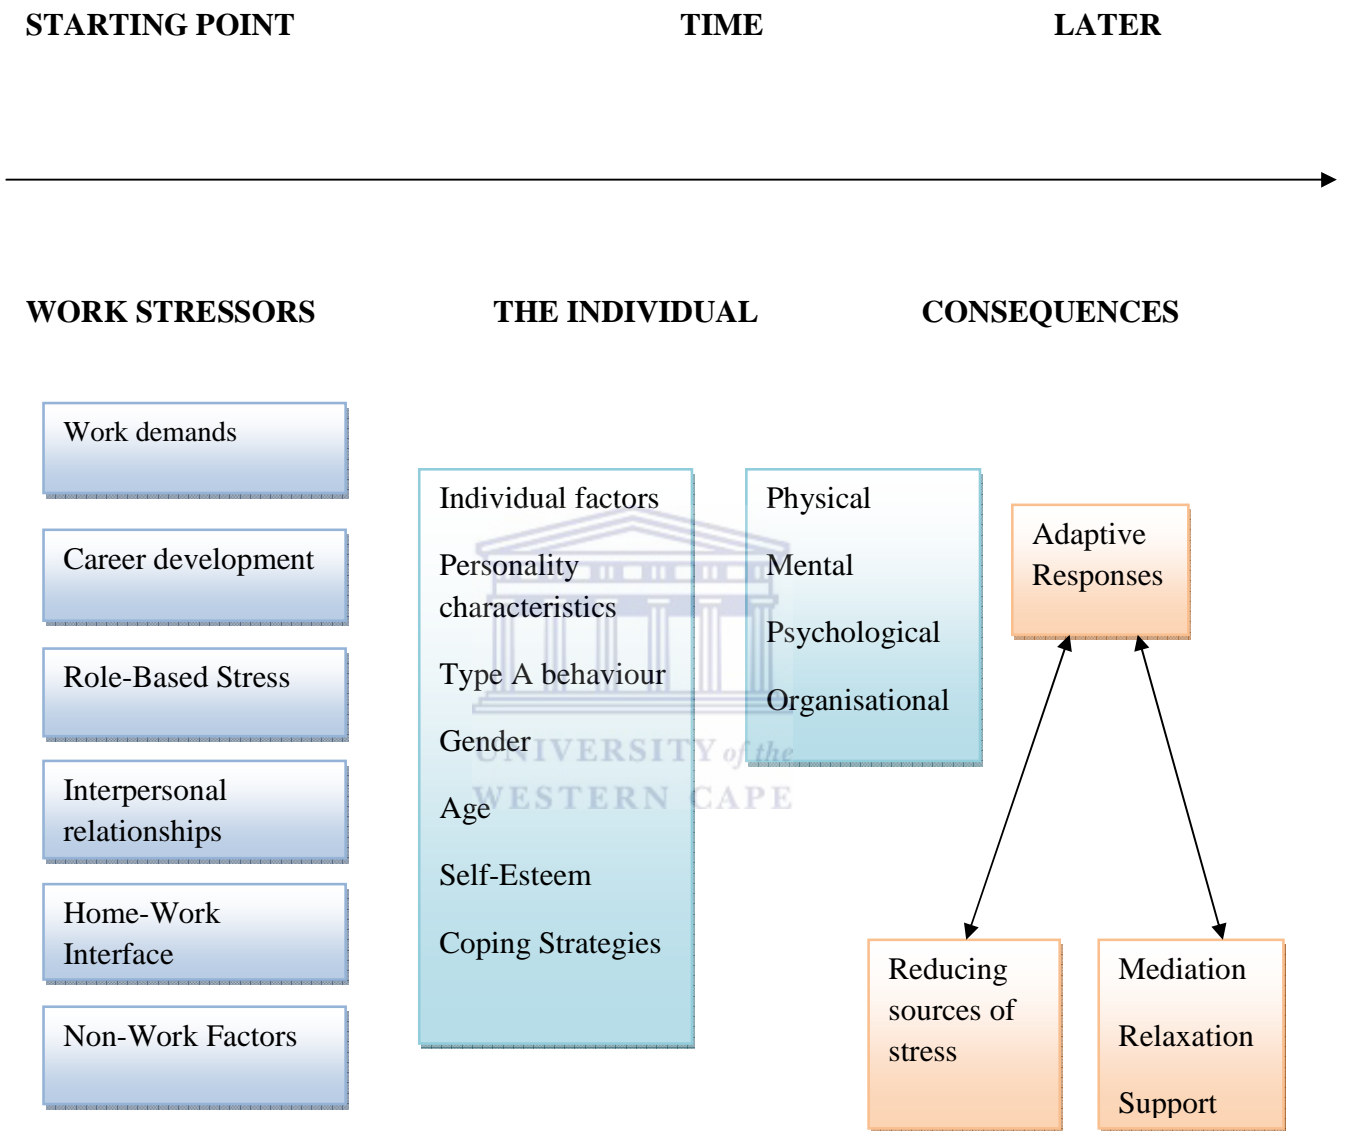 STARTING POINT TIME LATER
WORK STRESSORS THE INDIVIDUAL CONSEQUENCES
Work demands
Career development
Role-Based Stress
Interpersonal
relationships
Home-Work
Interface
Non-Work Factors
Individual factors
Personality
characteristics
Type A behaviour
Gender
Age
Self-Esteem
Coping Strategies
Physical
Mental
Psychological
Organisational
Adaptive
Responses
Reducing
sources of
stress
Mediation
Relaxation
Support
UNIVERSITY of the
WESTERN CAPE